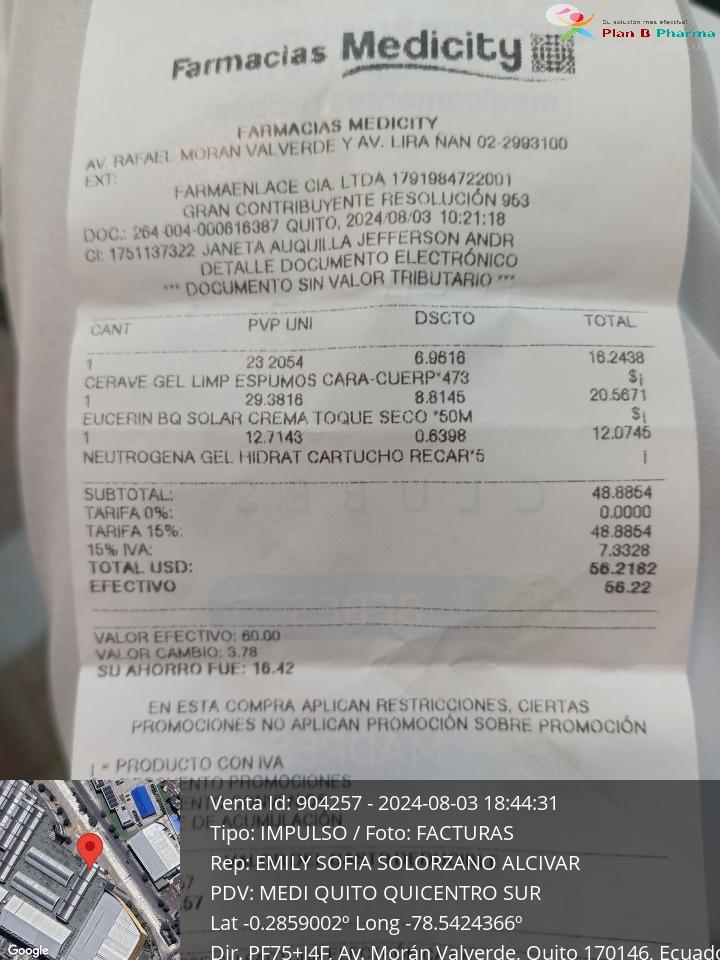 Su solución más efectiva!
Plan B Pharma
Farmacias Medicity
FARMACIAS MEDICITY
AV. RAFAEL MORAN VALVERDE Y AV. LIRA ÑAN 02-2993100
EXT:
FARMAENLACE CIA. LTDA 1791984722001
GRAN CONTRIBUYENTE RESOLUCIÓN 953
DOC.: 264-004-000616387 QUITO, 2024/08/03 10:21:18
CI: 1751137322 JANETA AUQUILLA JEFFERSON ANDR
DETALLE DOCUMENTO ELECTRÓNICO
*** DOCUMENTO SIN VALOR TRIBUTARIO ***
CANT PVP UNI DSCTO TOTAL
1 23.2054 6.9616 16.2438
CERAVE GEL LIMP ESPUMOS CARA-CUERP*473 $¡
1 29.3816 8.8145 20.5671
EUCERIN BQ SOLAR CREMA TOQUE SECO *50M $¡
1 12.7143 0.6398 12.0745
NEUTROGENA GEL HIDRAT CARTUCHO RECAR*5 ¡
SUBTOTAL: 48.8854
TARIFA 0%: 0.0000
TARIFA 15%: 48.8854
15% IVA: 7.3328
TOTAL USD: 56.2182
EFECTIVO 56.22
VALOR EFECTIVO: 60.00
VALOR CAMBIO: 3.78
SU AHORRO FUE: 16.42
EN ESTA COMPRA APLICAN RESTRICCIONES, CIERTAS
PROMOCIONES NO APLICAN PROMOCIÓN SOBRE PROMOCIÓN
¡ = PRODUCTO CON IVA
PROMOCIONES
DE ACUMULACIÓN
Venta Id: 904257 - 2024-08-03 18:44:31
Tipo: IMPULSO / Foto: FACTURAS
Rep: EMILY SOFIA SOLORZANO ALCIVAR
PDV: MEDI QUITO QUICENTRO SUR
Lat -0.2859002º Long -78.5424366º
Dir. PF75+J4F, Av. Morán Valverde, Quito 170146, Ecuado
Google